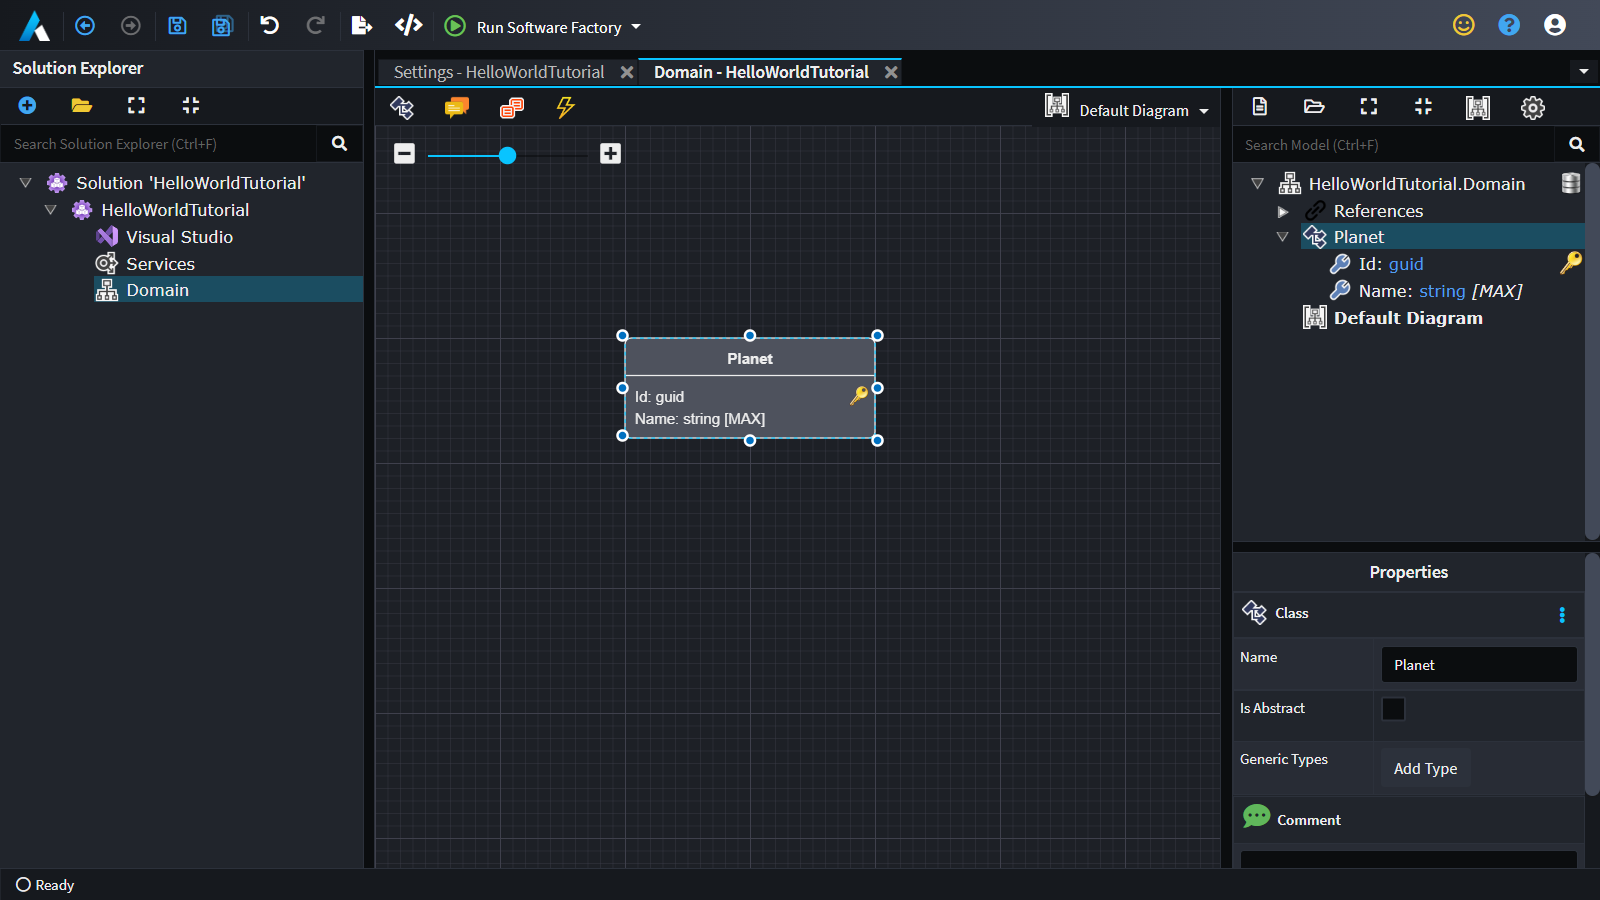 Run Software Factory
Solution Explorer
Search Solution Explorer (Ctrl+F)
Solution 'HelloWorldTutorial'
HelloWorldTutorial
Visual Studio
Services
Domain
Settings - HelloWorldTutorial
Domain - HelloWorldTutorial
Default Diagram
Planet
Id: guid
Name: string [MAX]
Search Model (Ctrl+F)
HelloWorldTutorial.Domain
References
Planet
Id: guid
Name: string [MAX]
Default Diagram
Properties
Class
Name
Planet
Is Abstract
Generic Types
Add Type
Comment
Ready